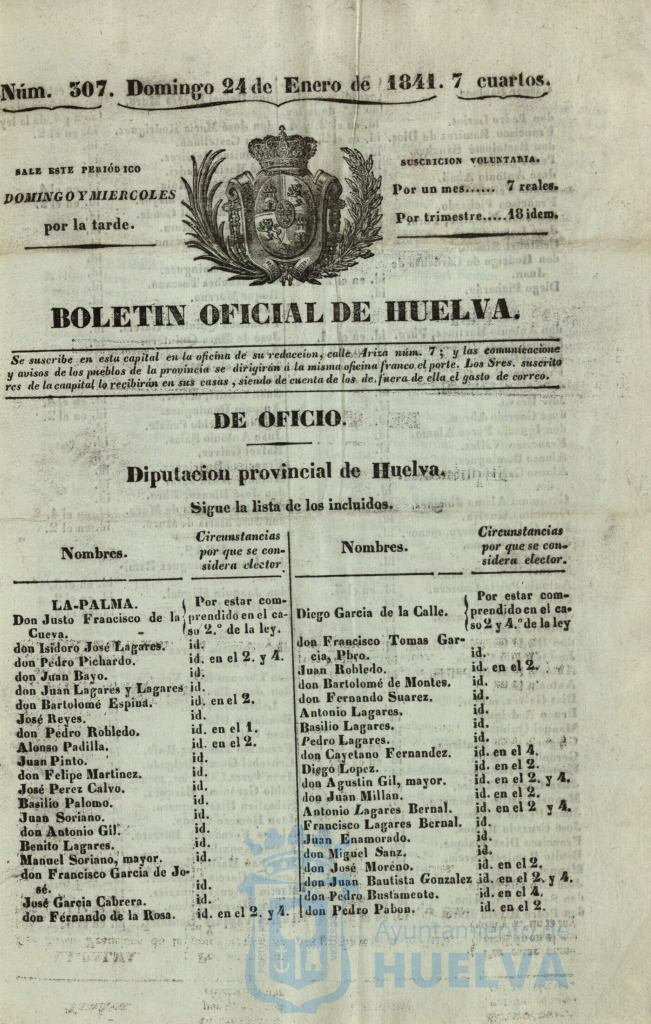 Núm. 307. Domingo 24 de Enero de 1841. 7 cuartos.
SALE ESTE PERIÓDICO
DOMINGO Y MIERCOLES
por la tarde.
SUSCRICION VOLUNTARIA.
Por un mes...... 7 reales.
Por trimestre.....18 idem.
BOLETIN OFICIAL DE HUELVA.
Se suscribe en esta capital en la oficina de su redaccion, calle Ariza núm. 7; y las comunicacione
y avisos de los pueblos de la provincia se dirigirán á la misma oficina franco el porte. Los Sres. suscrito
res de la caapital lo recibirán en sus casas, siendo de cuenta de los de fuera de ella el gasto de correo.
DE OFICIO.
Diputacion provincial de Huelva.
Sigue la lista de los incluidos.
Nombres.
Circunstancias
por que se con-
sidera elector.
LA-PALMA.
Don Justo Francisco de la
Cueva.
Por estar com-
prendido en el ca-
so 2.º de la ley.
don Isidoro José Lagares. id.
don Pedro Pichardo. id. en el 2. y 4.
don Juan Bayo. id.
don Juan Lagares y Lagares id.
don Bartolomé Espina. id. en el 2.
José Reyes. id.
don Pedro Robledo. id. en el 1.
Alonso Padilla. id. en el 2.
Juan Pinto. id.
don Felipe Martinez. id.
José Perez Calvo. id.
Basilio Palomo. id.
Juan Soriano. id.
don Antonio Gil. id.
Benito Lagares. id.
Manuel Soriano, mayor. id.
don Francisco Garcia de Jo-
sé. id.
José Garcia Cabrera. id.
don Fernando de la Rosa. id. en el 2. y 4.
Nombres.
Circunstancias
por que se con-
sidera elector.
Diego Garcia de la Calle.
Por estar com-
prendido en el ca-
so 2 y 4.º de la ley
don Francisco Tomas Gar-
cia, Pbro. id.
Juan Robledo. id. en el 2.
don Bartolomé de Montes. id.
don Fernando Suarez. id.
Antonio Lagares. id.
Basilio Lagares. id.
Pedro Lagares. id.
don Cayetano Fernandez. id. en el 4.
Diego Lopez. id. en el 2.
don Agustin Gil, mayor. id. en el 2. y 4.
don Juan Millan. id. en el 2.
Antonio Lagares Bernal. id. en el 2 y 4.
Francisco Lagares Bernal. id.
Juan Enamorado. id.
don Miguel Sanz. id.
don José Moreno. id. en el 2.
don Juan Bautista Gonzalez id. en el 2. y 4.
don Pedro Bustamente. id. en el 4.
don Pedro Pabon. id. en el 2.
Ayuntamiento de
HUELVA